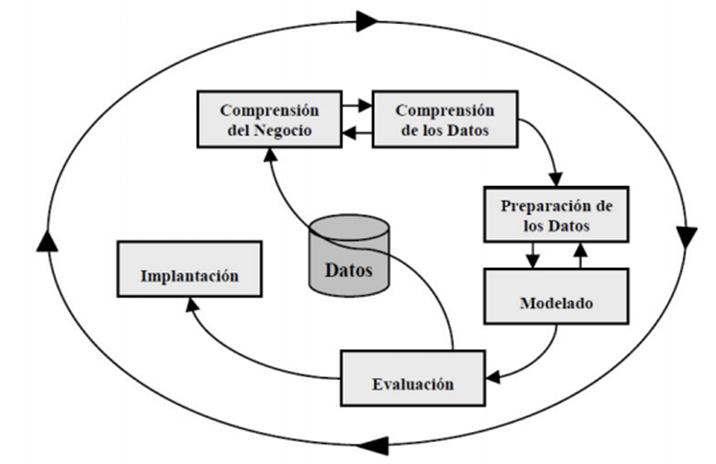 Comprensión
del Negocio
Comprensión
de los Datos
Preparación de
los Datos
Modelado
Evaluación
Implantación
Datos